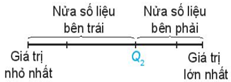 Nửa số liệu
bên trái
Nửa số liệu
bên phải
Giá trị
nhỏ nhất
Q₂
Giá trị
lớn nhất